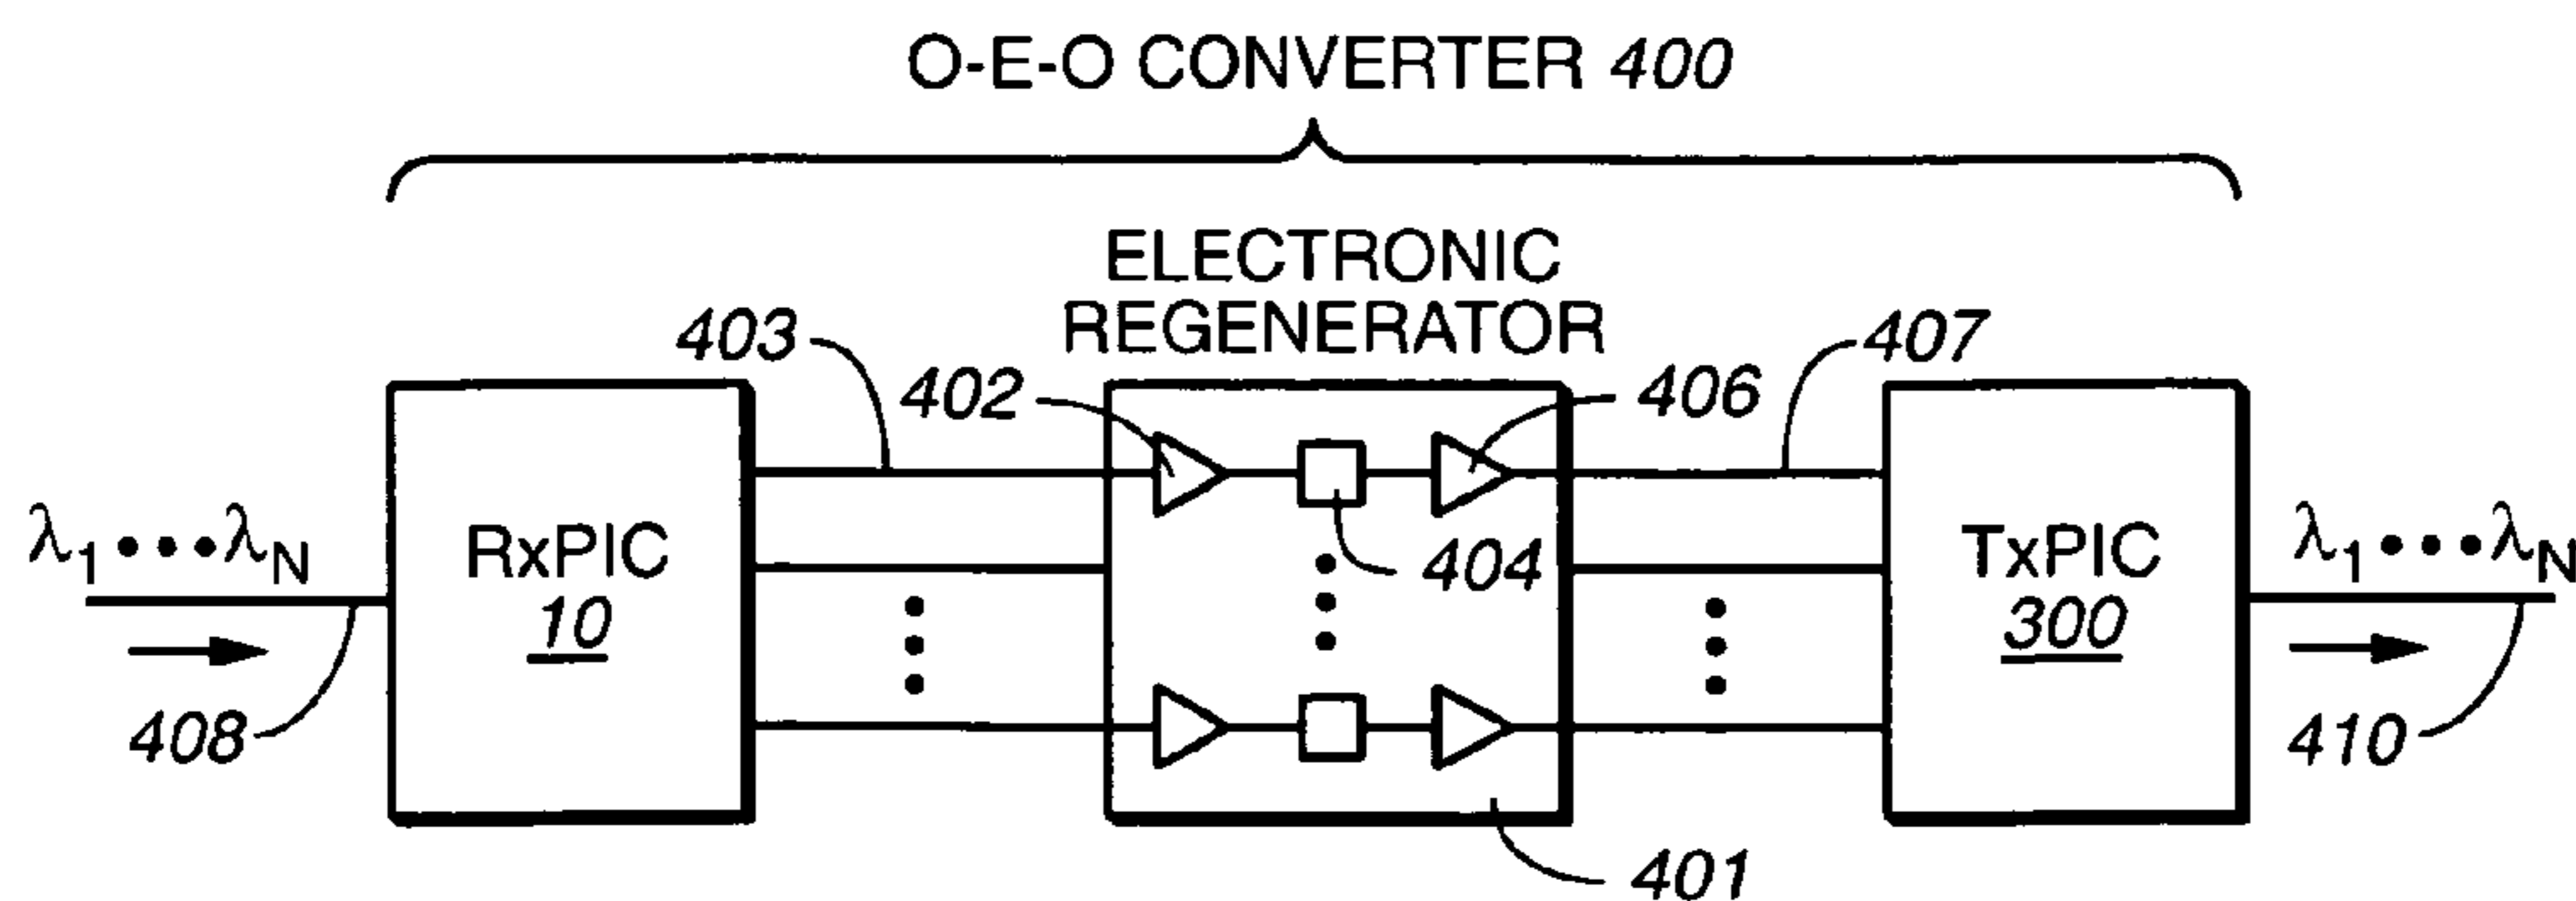 O-E-O CONVERTER 400
ELECTRONIC
REGENERATOR
403
402
406
407
λ1•••λN
RxPIC
10
404
TxPIC
300
λ1•••λN
408
410
401